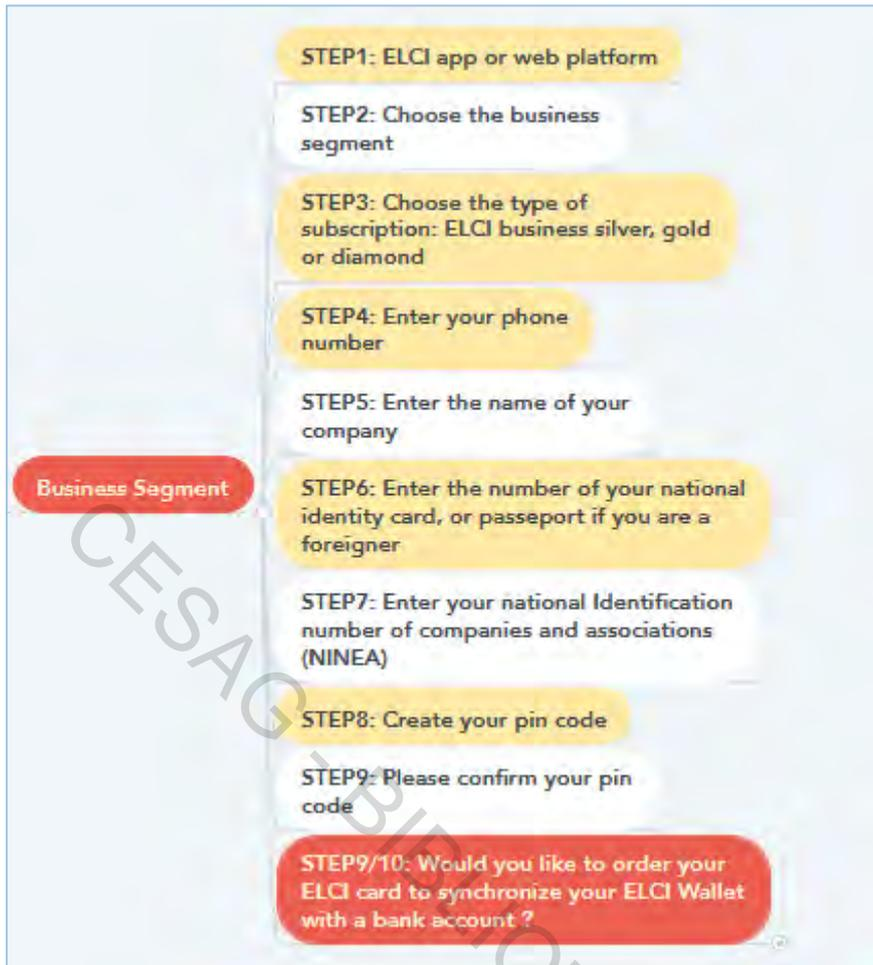 STEP1: ELCI app or web platform
STEP2: Choose the business
segment
STEP3: Choose the type of
subscription: ELCI business silver, gold
or diamond
STEP4: Enter your phone
number
STEP5: Enter the name of your
company
Business Segment
STEP6: Enter the number of your national
identity card, or passeport if you are a
foreigner
STEP7: Enter your national Identification
number of companies and associations
(NINEA)
STEP8: Create your pin code
STEP9: Please confirm your pin
code
STEP9/10: Would you like to order your
ELCI card to synchronize your ELCI Wallet
with a bank account ?
CESAG - BIBLIO